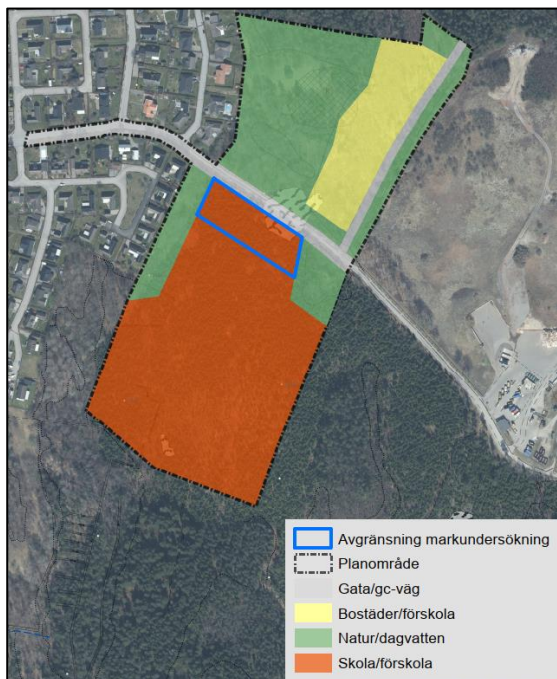 Avgränsning markundersökning
Planområde
Gata/gc-väg
Bostäder/förskola
Natur/dagvatten
Skola/förskola